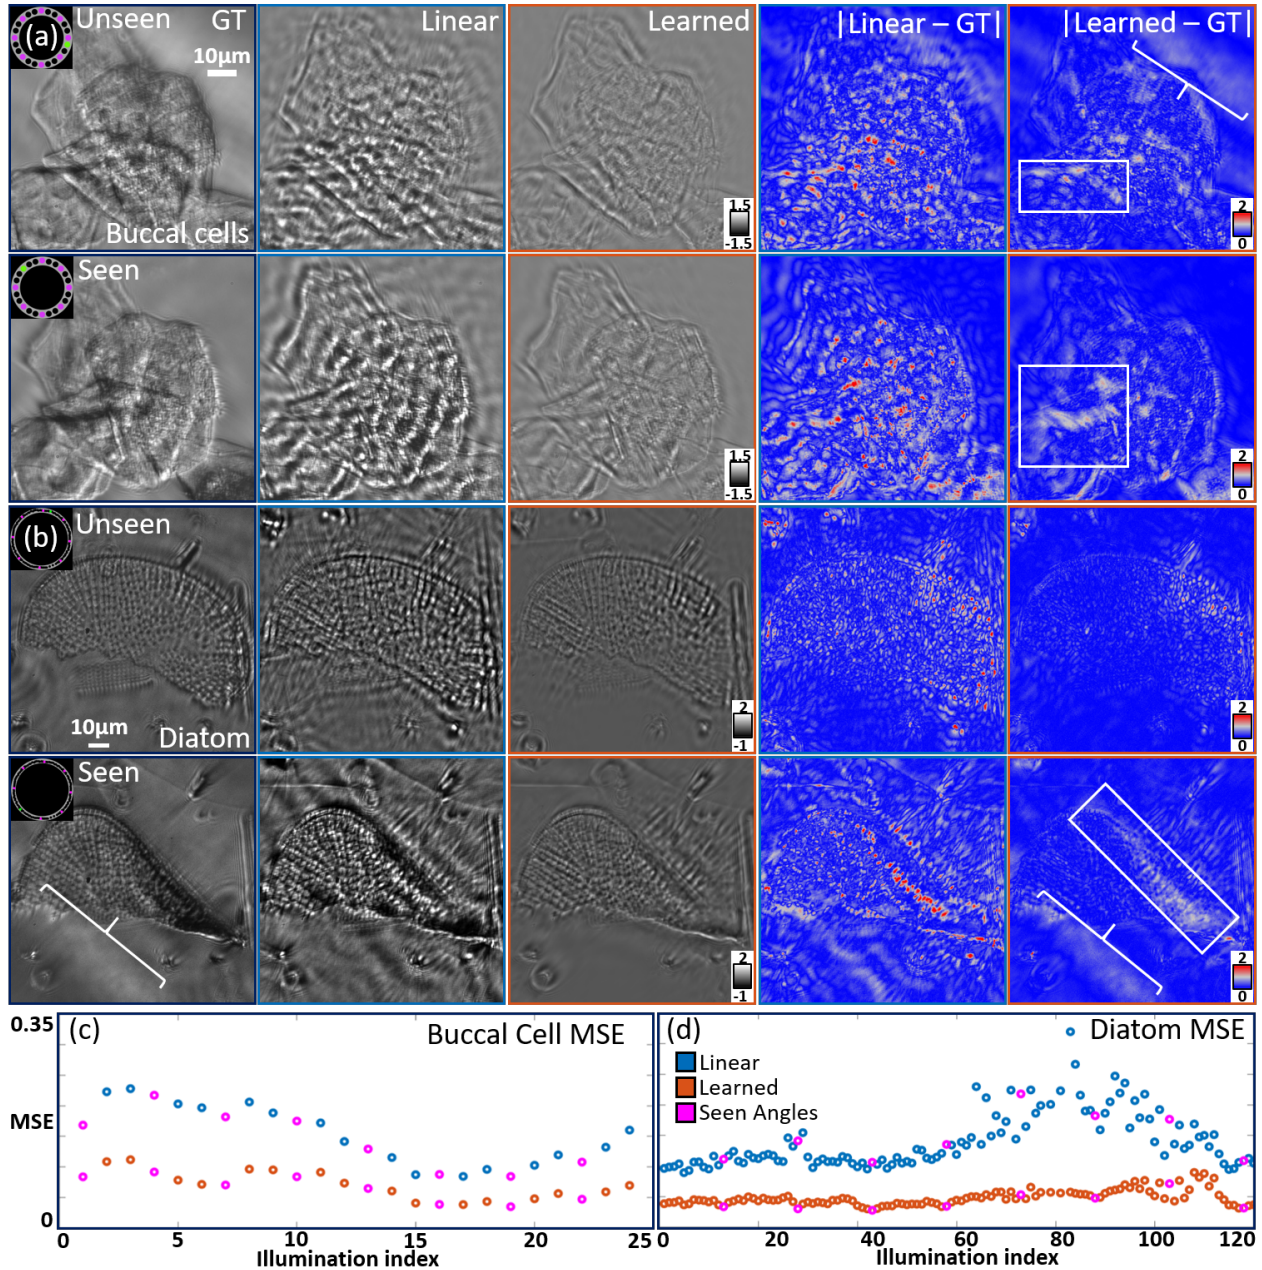 (a) Unseen GT Linear Learned |Linear – GT| |Learned – GT|
10μm
Buccal cells
1.5
-1.5
2
0
Seen
1.5
-1.5
2
0
(b) Unseen
10μm
Diatom
2
-1
2
0
Seen
2
-1
2
0
0.35 (c) Buccal Cell MSE (d) Diatom MSE
Linear
Learned
Seen Angles
MSE
0
0 5 10 15 20 25 0 20 40 60 80 100 120
Illumination index Illumination index